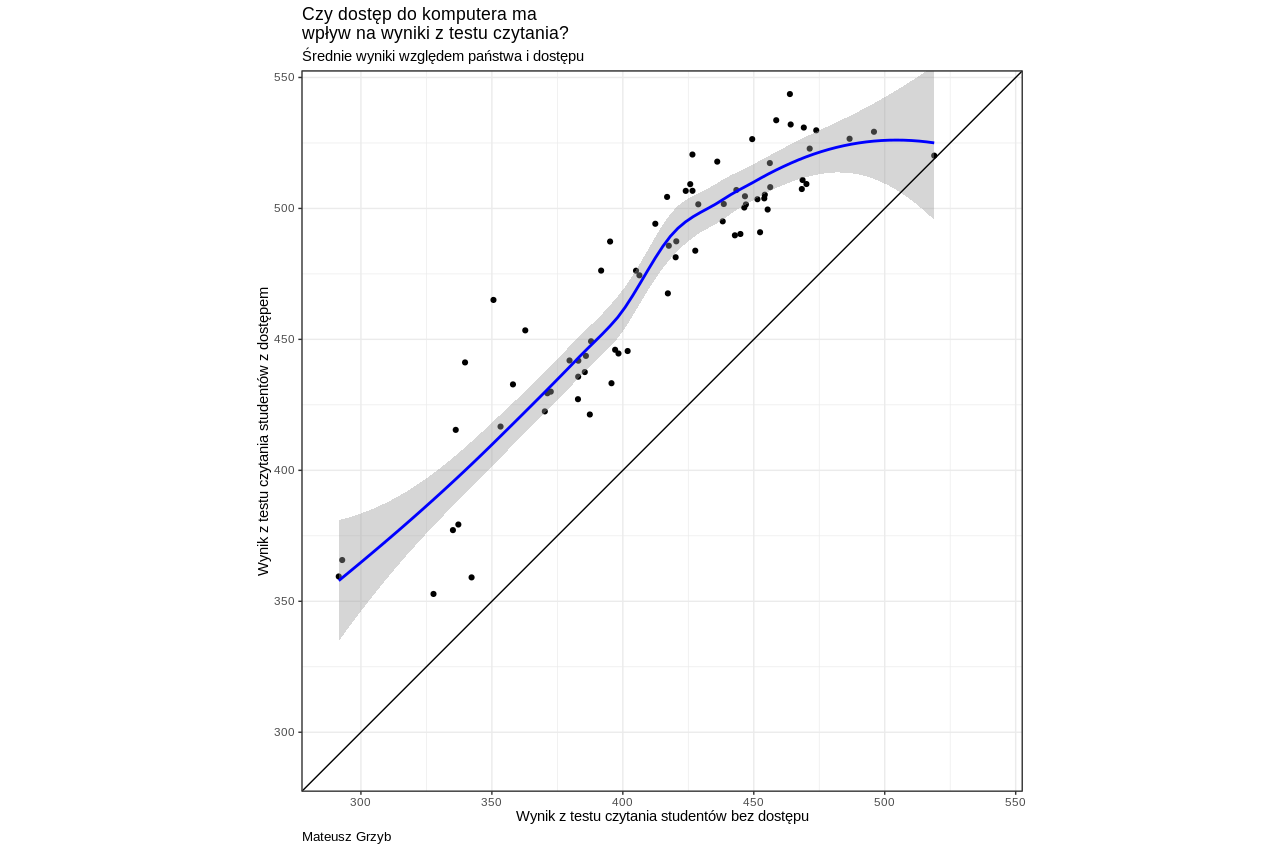 Czy dostęp do komputera ma
wpływ na wyniki z testu czytania?
Średnie wyniki względem państwa i dostępu
Wynik z testu czytania studentów z dostępem
550
500
450
400
350
300
300 350 400 450 500 550
Wynik z testu czytania studentów bez dostępu
Mateusz Grzyb